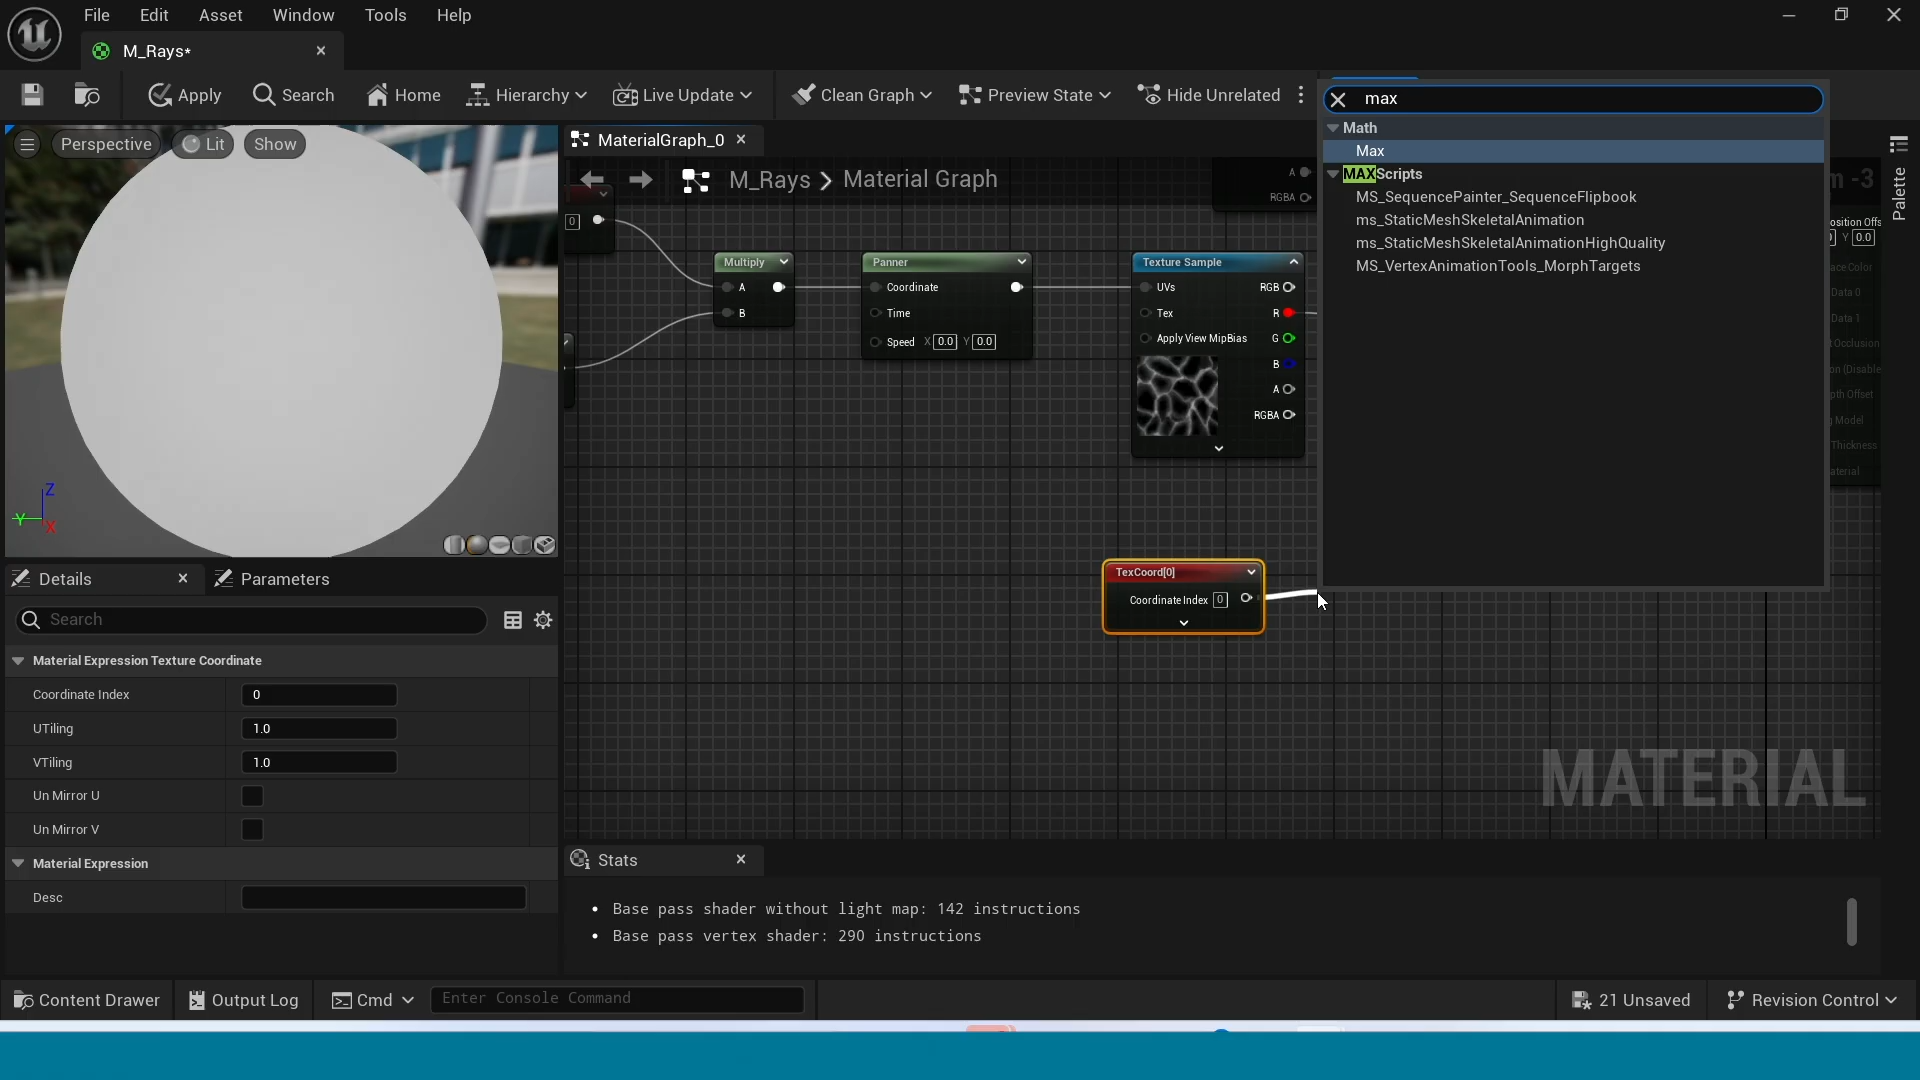 File Edit Asset Window Tools Help
M_Rays*
Apply Search Home Hierarchy Live Update Clean Graph Preview State Hide Unrelated
max
Math
Max
MAXScripts
MS_SequencePainter_SequenceFlipbook
ms_StaticMeshSkeletalAnimation
ms_StaticMeshSkeletalAnimationHighQuality
MS_VertexAnimationTools_MorphTargets
Palette
Perspective Lit Show
Z
Y
X
MaterialGraph_0
M_Rays > Material Graph
A
RGBA
0
Multiply
A
B
Panner
Coordinate
Time
Speed X 0.0 Y 0.0
Texture Sample
UVs RGB
Tex R
Apply View MipBias G
B
A
RGBA
-3
Y 0.0
TexCoord[0]
Coordinate Index 0
MATERIAL
Details Parameters
Search
Material Expression Texture Coordinate
Coordinate Index 0
UTiling 1.0
VTiling 1.0
Un Mirror U
Un Mirror V
Material Expression
Desc
Stats
• Base pass shader without light map: 142 instructions
• Base pass vertex shader: 290 instructions
Content Drawer Output Log Cmd Enter Console Command 21 Unsaved Revision Control